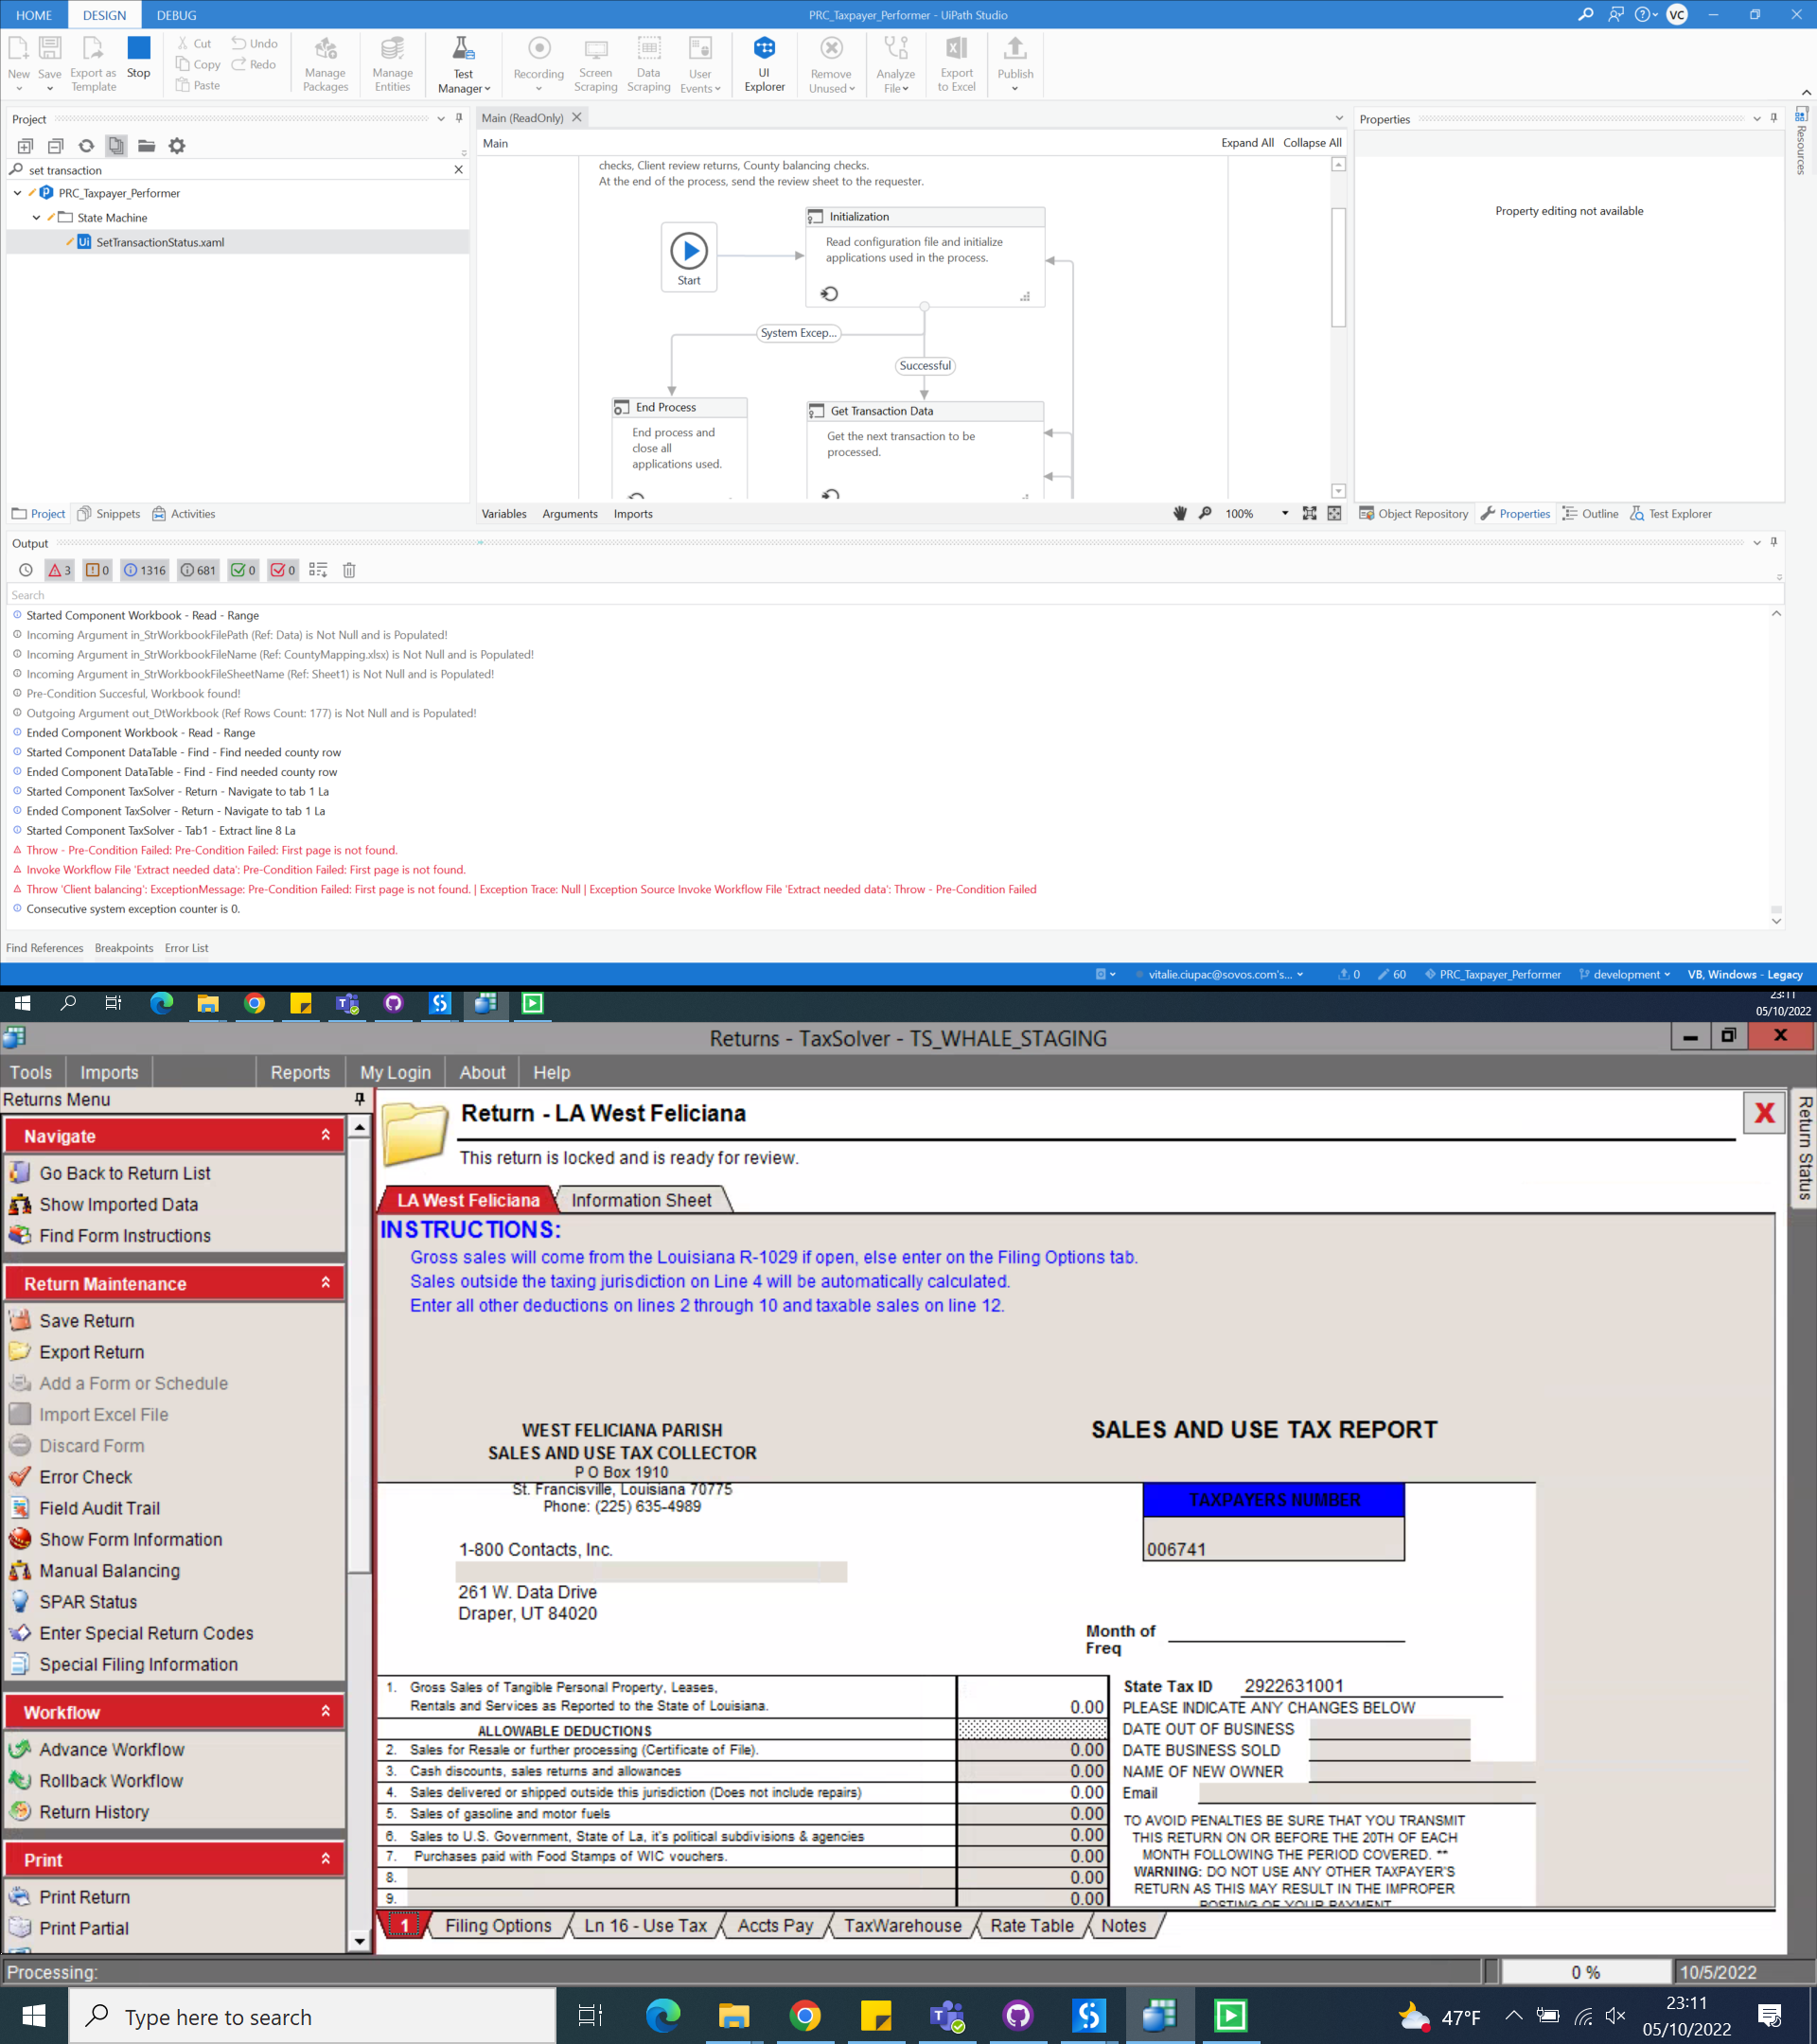 HOME DESIGN DEBUG PRC_Taxpayer_Performer - UiPath Studio VC
New Save Export as Template Stop Cut Copy Paste Undo Redo Manage Packages Manage Entities Test Manager Recording Screen Scraping Data Scraping User Events UI Explorer Remove Unused Analyze File Export to Excel Publish
Project
set transaction
PRC_Taxpayer_Performer
State Machine
SetTransactionStatus.xaml
Project Snippets Activities
Main (ReadOnly)
Main Expand All Collapse All
checks, Client review returns, County balancing checks.
At the end of the process, send the review sheet to the requester.
Start
Initialization
Read configuration file and initialize
applications used in the process.
System Excep...
Successful
End Process
End process and
close all
applications used.
Get Transaction Data
Get the next transaction to be
processed.
Variables Arguments Imports 100%
Properties
Property editing not available
Resources
Object Repository Properties Outline Test Explorer
Output
3 0 1316 681 0 0
Search
Started Component Workbook - Read - Range
Incoming Argument in_StrWorkbookFilePath (Ref: Data) is Not Null and is Populated!
Incoming Argument in_StrWorkbookFileName (Ref: CountyMapping.xlsx) is Not Null and is Populated!
Incoming Argument in_StrWorkbookFileSheetName (Ref: Sheet1) is Not Null and is Populated!
Pre-Condition Succesful, Workbook found!
Outgoing Argument out_DtWorkbook (Ref Rows Count: 177) is Not Null and is Populated!
Ended Component Workbook - Read - Range
Started Component DataTable - Find - Find needed county row
Ended Component DataTable - Find - Find needed county row
Started Component TaxSolver - Return - Navigate to tab 1 La
Ended Component TaxSolver - Return - Navigate to tab 1 La
Started Component TaxSolver - Tab1 - Extract line 8 La
Throw - Pre-Condition Failed: Pre-Condition Failed: First page is not found.
Invoke Workflow File 'Extract needed data': Pre-Condition Failed: First page is not found.
Throw 'Client balancing': ExceptionMessage: Pre-Condition Failed: First page is not found. | Exception Trace: Null | Exception Source Invoke Workflow File 'Extract needed data': Throw - Pre-Condition Failed
Consecutive system exception counter is 0.
Find References Breakpoints Error List
vitalie.ciupac@sovos.com's... 0 60 PRC_Taxpayer_Performer development VB, Windows - Legacy
23:11
05/10/2022
Returns - TaxSolver - TS_WHALE_STAGING
Tools Imports Reports My Login About Help
Returns Menu
Navigate
Go Back to Return List
Show Imported Data
Find Form Instructions
Return Maintenance
Save Return
Export Return
Add a Form or Schedule
Import Excel File
Discard Form
Error Check
Field Audit Trail
Show Form Information
Manual Balancing
SPAR Status
Enter Special Return Codes
Special Filing Information
Workflow
Advance Workflow
Rollback Workflow
Return History
Print
Print Return
Print Partial
Return - LA West Feliciana X
Return Status
This return is locked and is ready for review.
LA West Feliciana Information Sheet
INSTRUCTIONS:
Gross sales will come from the Louisiana R-1029 if open, else enter on the Filing Options tab.
Sales outside the taxing jurisdiction on Line 4 will be automatically calculated.
Enter all other deductions on lines 2 through 10 and taxable sales on line 12.
WEST FELICIANA PARISH
SALES AND USE TAX COLLECTOR
P O Box 1910
St. Francisville, Louisiana 70775
Phone: (225) 635-4989
SALES AND USE TAX REPORT
TAXPAYERS NUMBER
006741
1-800 Contacts, Inc.
261 W. Data Drive
Draper, UT 84020
Month of
Freq
1. Gross Sales of Tangible Personal Property, Leases,
Rentals and Services as Reported to the State of Louisiana. 0.00
ALLOWABLE DEDUCTIONS
2. Sales for Resale or further processing (Certificate of File). 0.00
3. Cash discounts, sales returns and allowances 0.00
4. Sales delivered or shipped outside this jurisdiction (Does not include repairs) 0.00
5. Sales of gasoline and motor fuels 0.00
6. Sales to U.S. Government, State of La, it's political subdivisions & agencies 0.00
7. Purchases paid with Food Stamps of WIC vouchers. 0.00
8. 0.00
9. 0.00
State Tax ID 2922631001
PLEASE INDICATE ANY CHANGES BELOW
DATE OUT OF BUSINESS
DATE BUSINESS SOLD
NAME OF NEW OWNER
Email
TO AVOID PENALTIES BE SURE THAT YOU TRANSMIT
THIS RETURN ON OR BEFORE THE 20TH OF EACH
MONTH FOLLOWING THE PERIOD COVERED. **
WARNING: DO NOT USE ANY OTHER TAXPAYER'S
RETURN AS THIS MAY RESULT IN THE IMPROPER
POSTING OF YOUR PAYMENT
1 Filing Options Ln 16 - Use Tax Accts Pay TaxWarehouse Rate Table Notes
Processing: 0 % 10/5/2022
Type here to search 47°F 23:11
05/10/2022